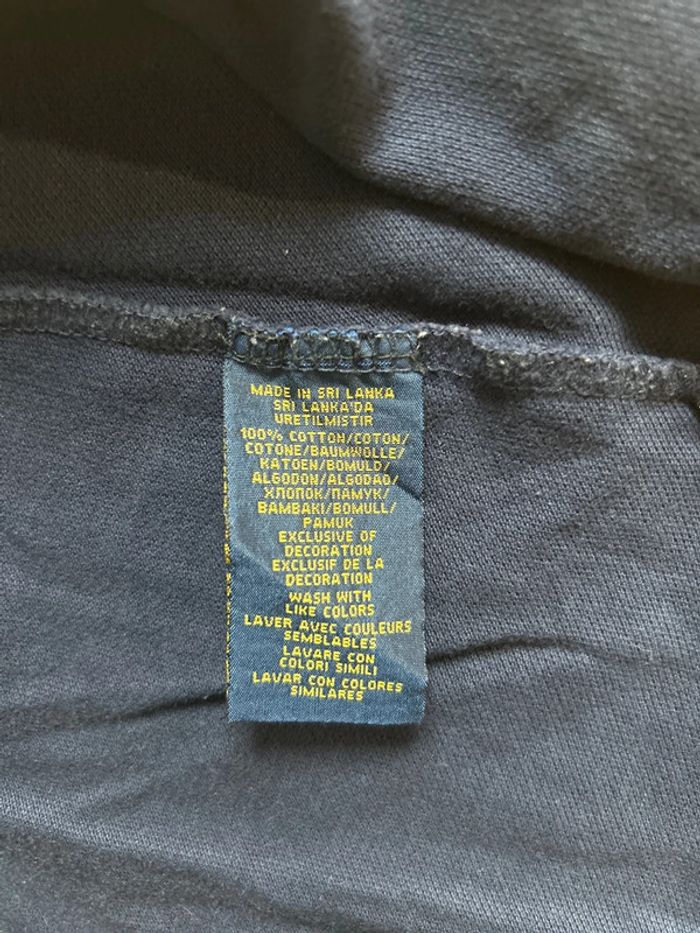 MADE IN SRI LANKA
SRI LANKA'DA
URETILMISTIR
100% COTTON/COTON/
COTONE/BAUMWOLLE/
KATOEN/BOMULD/
ALGODON/ALGODAO/
ХЛОПОК/ПАМУК/
BAMBAKI/BOMULL/
PAMUK
EXCLUSIVE OF
DECORATION
EXCLUSIF DE LA
DECORATION
WASH WITH
LIKE COLORS
LAVER AVEC COULEURS
SEMBLABLES
LAVARE CON
COLORI SIMILI
LAVAR CON COLORES
SIMILARES